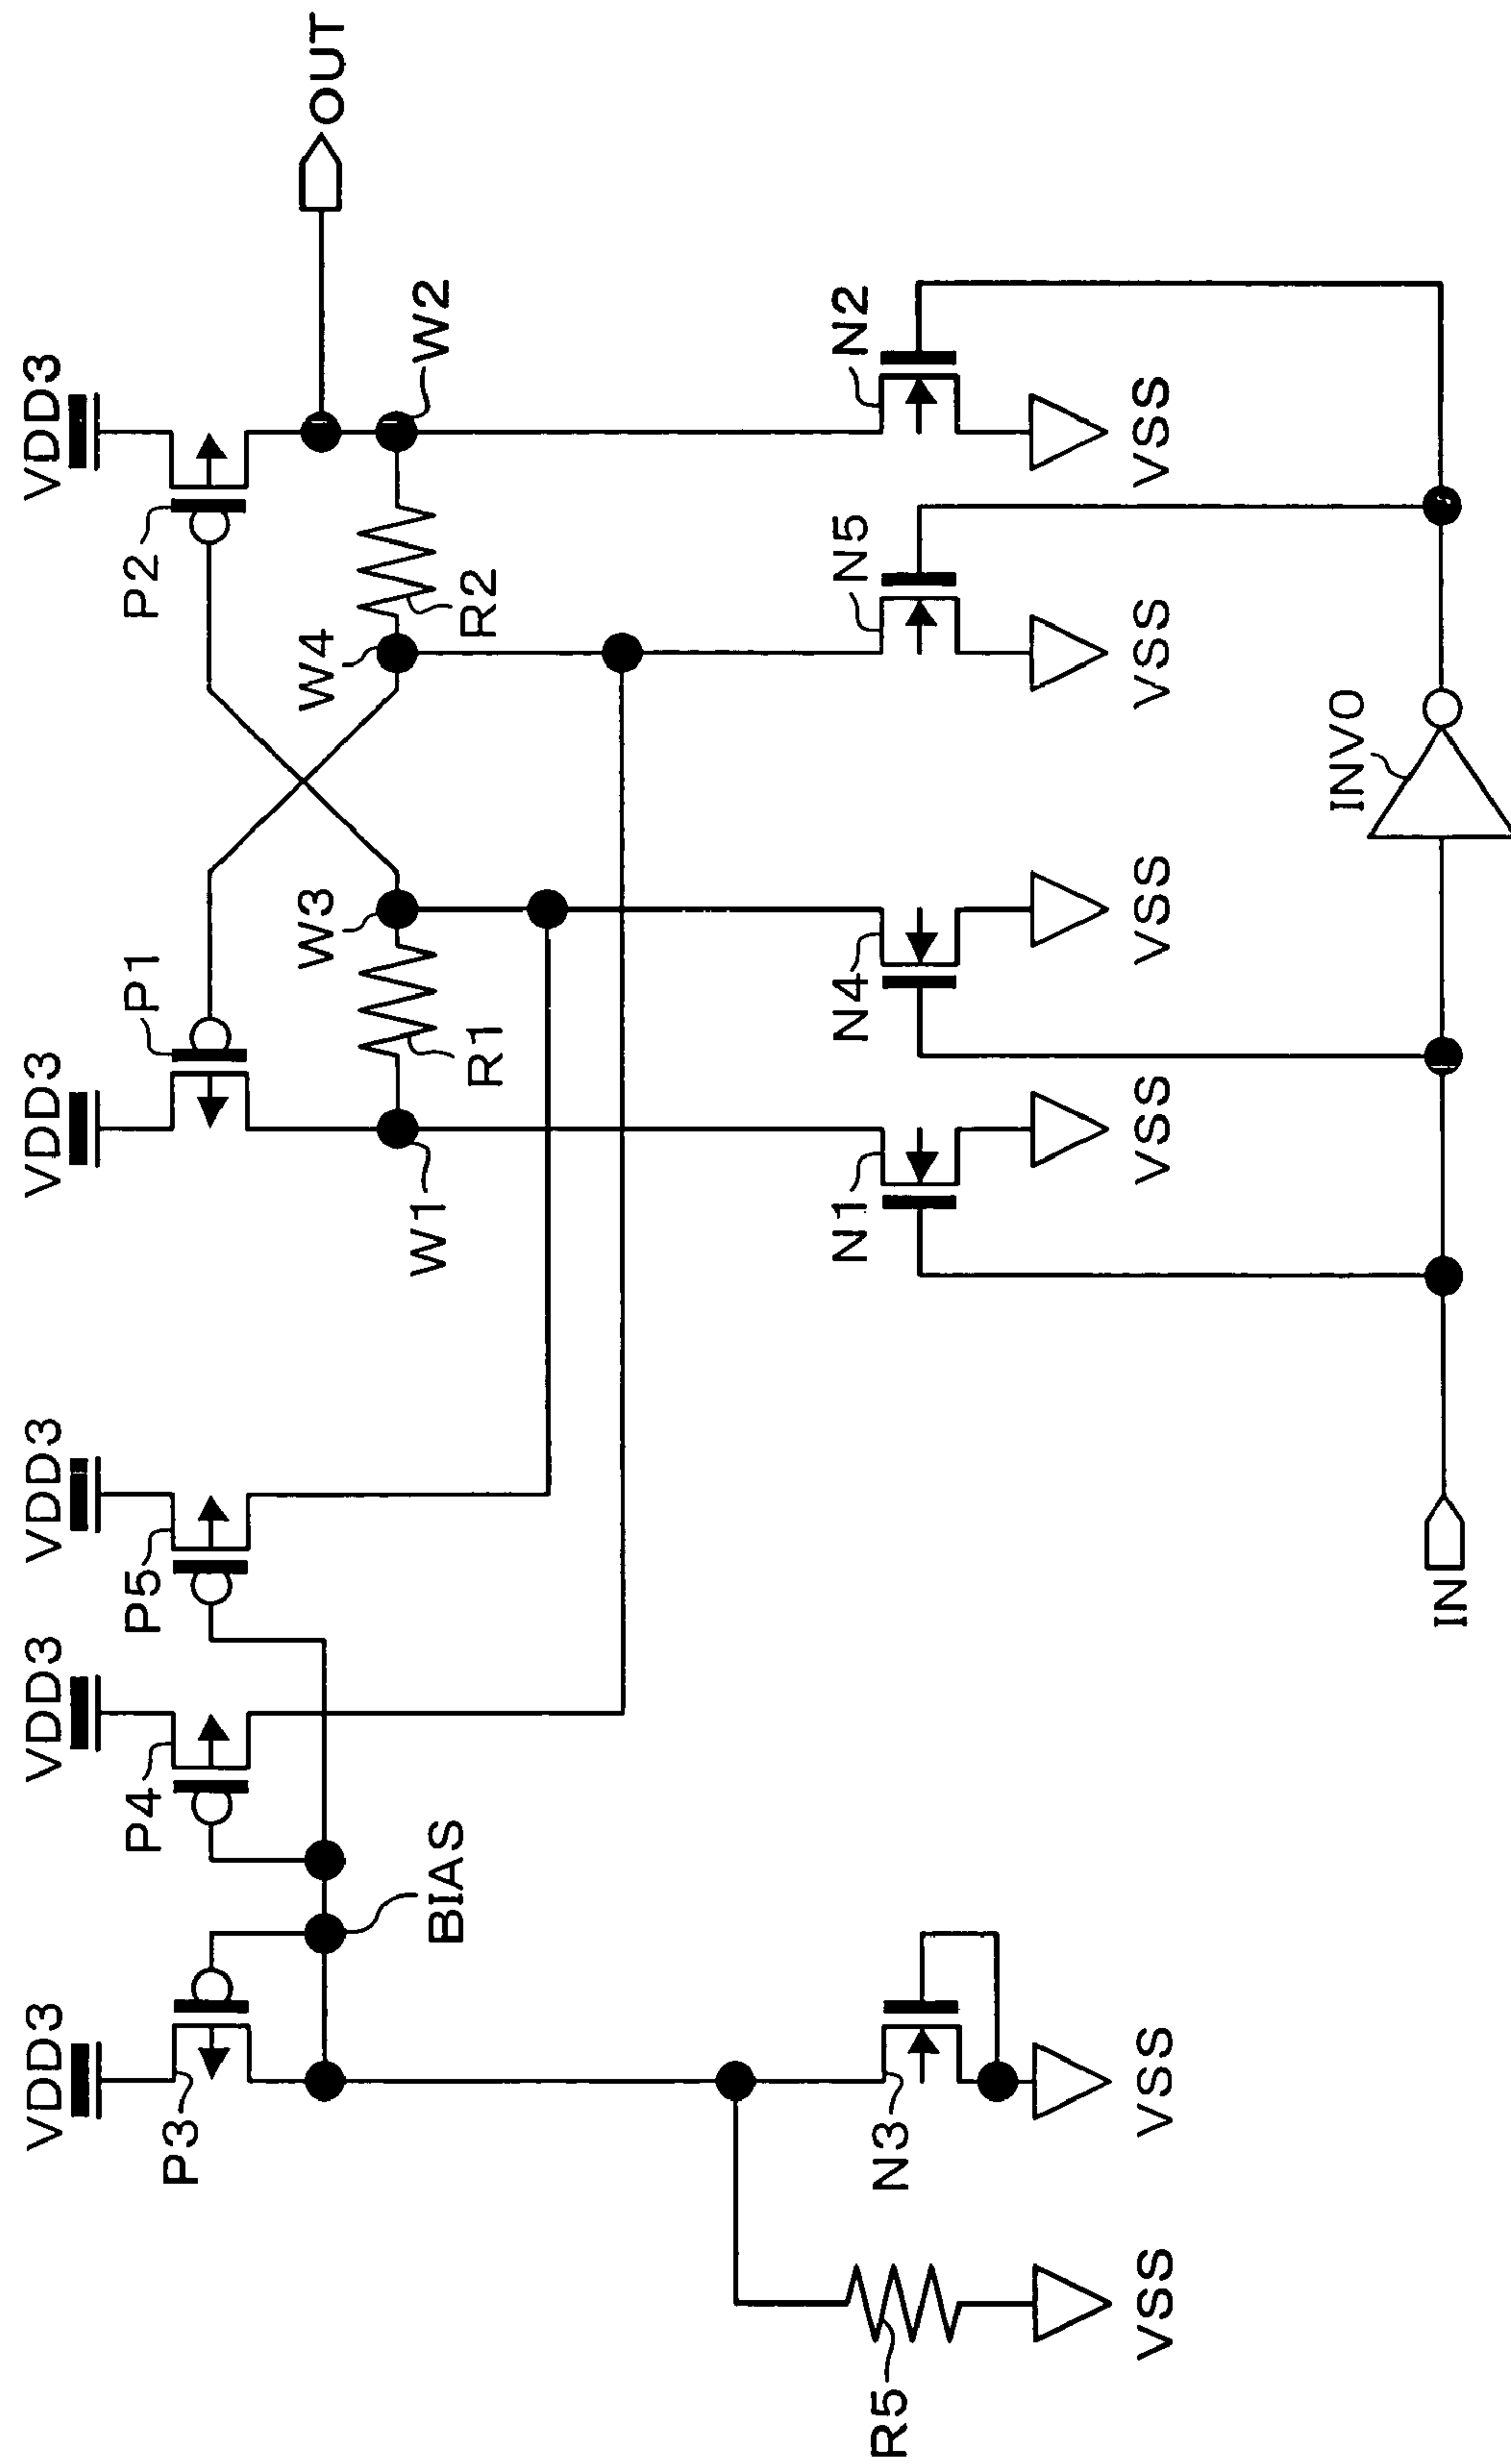 VDD3
VDD3
VDD3
VDD3
VDD3
P3
P4
P5
P1
P2
W3
W4
OUT
BIAS
W1
W2
R1
R2
R5
N3
N1
N4
N5
N2
VSS
VSS
VSS
VSS
VSS
VSS
INV0
IN